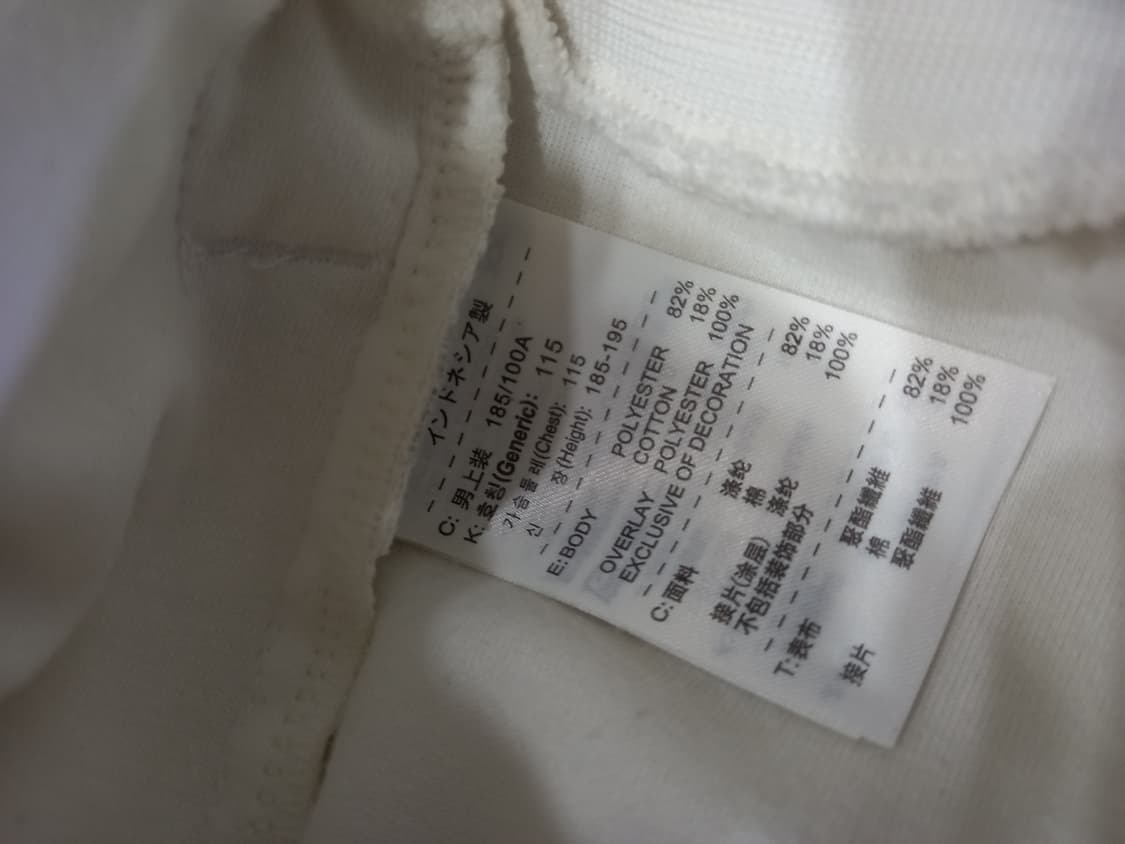 インドネシア製
C: 男上装 185/100A
K: 호칭(Generic): 115
가슴둘레(Chest): 115
신 장(Height): 185-195
E: BODY POLYESTER 82%
COTTON 18%
OVERLAY POLYESTER 100%
EXCLUSIVE OF DECORATION
C: 面料 涤纶 82%
棉 18%
接片(涂层) 涤纶 100%
不包括装饰部分
T: 表布 聚酯纖維 82%
棉 18%
接片 聚酯纖維 100%